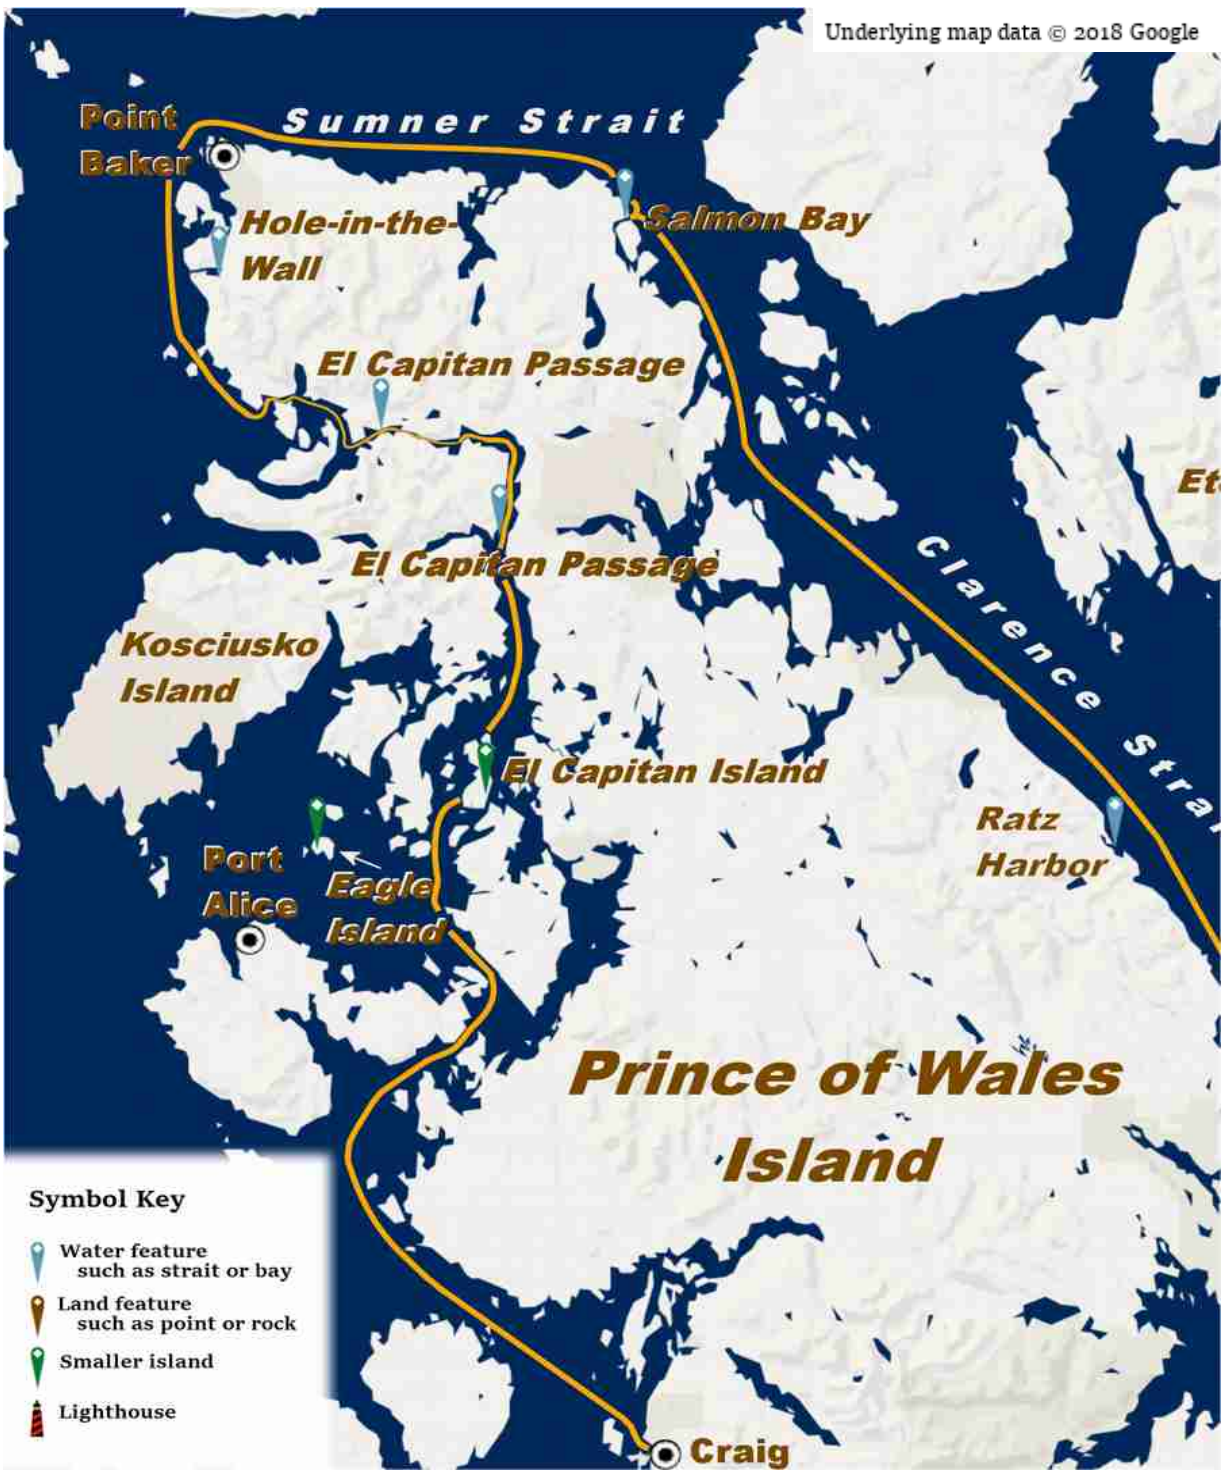 Underlying map data © 2018 Google
Point
Baker
Sumner Strait
Salmon Bay
Hole-in-the-
Wall
El Capitan Passage
Et
Clarence Strai
El Capitan Passage
Kosciusko
Island
El Capitan Island
Ratz
Harbor
Port
Alice
Eagle
Island
Prince of Wales
Island
Symbol Key
Water feature
such as strait or bay
Land feature
such as point or rock
Smaller island
Lighthouse
Craig